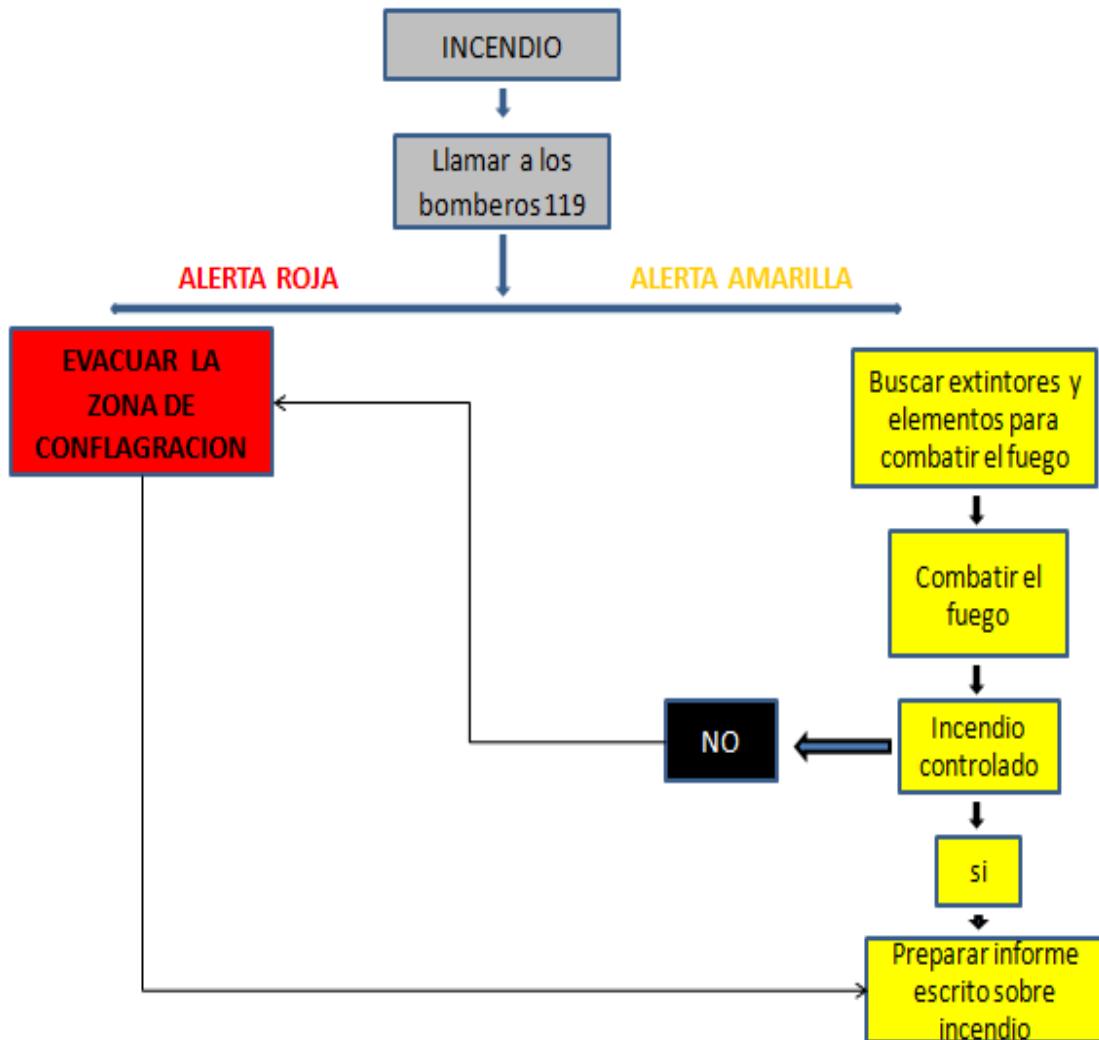 INCENDIO
Llamar a los
bomberos 119
ALERTA ROJA
ALERTA AMARILLA
EVACUAR LA
ZONA DE
CONFLAGRACION
Buscar extintores y
elementos para
combatir el fuego
Combatir el
fuego
Incendio
controlado
NO
si
Preparar informe
escrito sobre
incendio